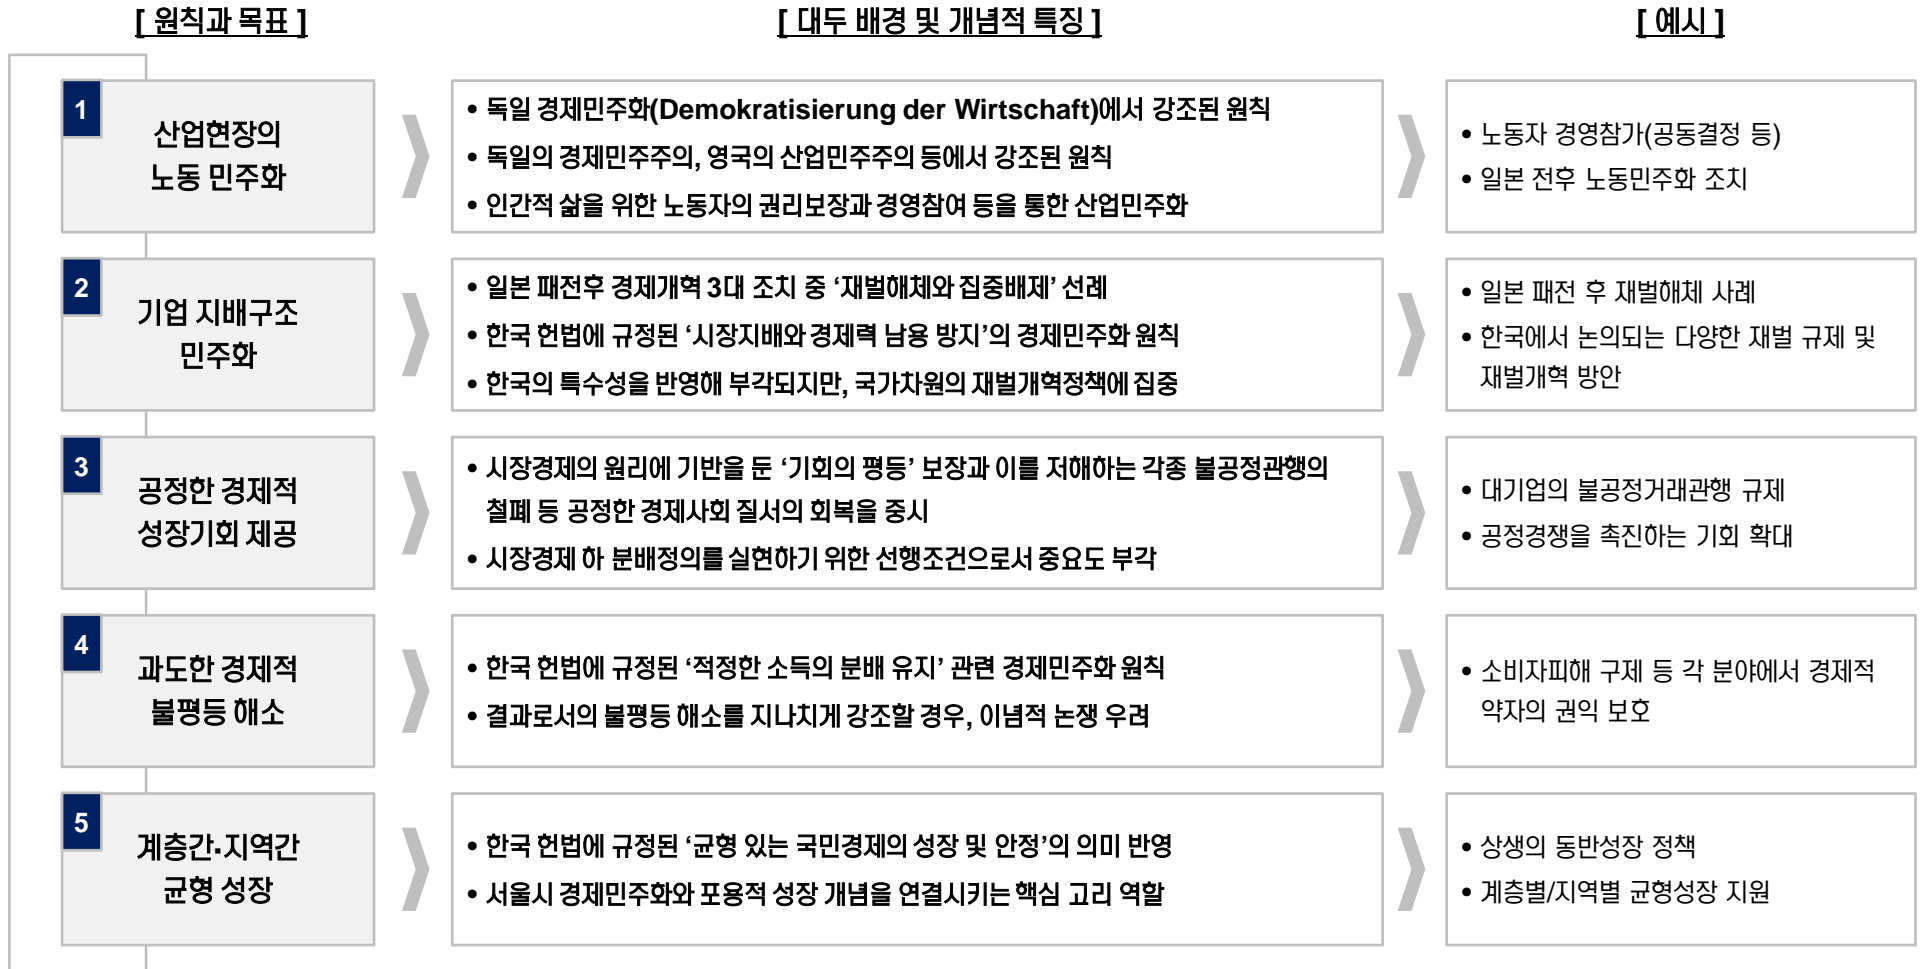 [ 원칙과 목표 ]
[ 대두 배경 및 개념적 특징 ]
[ 예시 ]
1
산업현장의
노동 민주화
• 독일 경제민주화(Demokratisierung der Wirtschaft)에서 강조된 원칙
• 독일의 경제민주주의, 영국의 산업민주주의 등에서 강조된 원칙
• 인간적 삶을 위한 노동자의 권리보장과 경영참여 등을 통한 산업민주화
• 노동자 경영참가(공동결정 등)
• 일본 전후 노동민주화 조치
2
기업 지배구조
민주화
• 일본 패전후 경제개혁 3대 조치 중 ‘재벌해체와 집중배제’ 선례
• 한국 헌법에 규정된 ‘시장지배와 경제력 남용 방지’의 경제민주화 원칙
• 한국의 특수성을 반영해 부각되지만, 국가차원의 재벌개혁정책에 집중
• 일본 패전 후 재벌해체 사례
• 한국에서 논의되는 다양한 재벌 규제 및
재벌개혁 방안
3
공정한 경제적
성장기회 제공
• 시장경제의 원리에 기반을 둔 ‘기회의 평등’ 보장과 이를 저해하는 각종 불공정관행의
철폐 등 공정한 경제사회 질서의 회복을 중시
• 시장경제 하 분배정의를 실현하기 위한 선행조건으로서 중요도 부각
• 대기업의 불공정거래관행 규제
• 공정경쟁을 촉진하는 기회 확대
4
과도한 경제적
불평등 해소
• 한국 헌법에 규정된 ‘적정한 소득의 분배 유지’ 관련 경제민주화 원칙
• 결과로서의 불평등 해소를 지나치게 강조할 경우, 이념적 논쟁 우려
• 소비자피해 구제 등 각 분야에서 경제적
약자의 권익 보호
5
계층간·지역간
균형 성장
• 한국 헌법에 규정된 ‘균형 있는 국민경제의 성장 및 안정’의 의미 반영
• 서울시 경제민주화와 포용적 성장 개념을 연결시키는 핵심 고리 역할
• 상생의 동반성장 정책
• 계층별/지역별 균형성장 지원